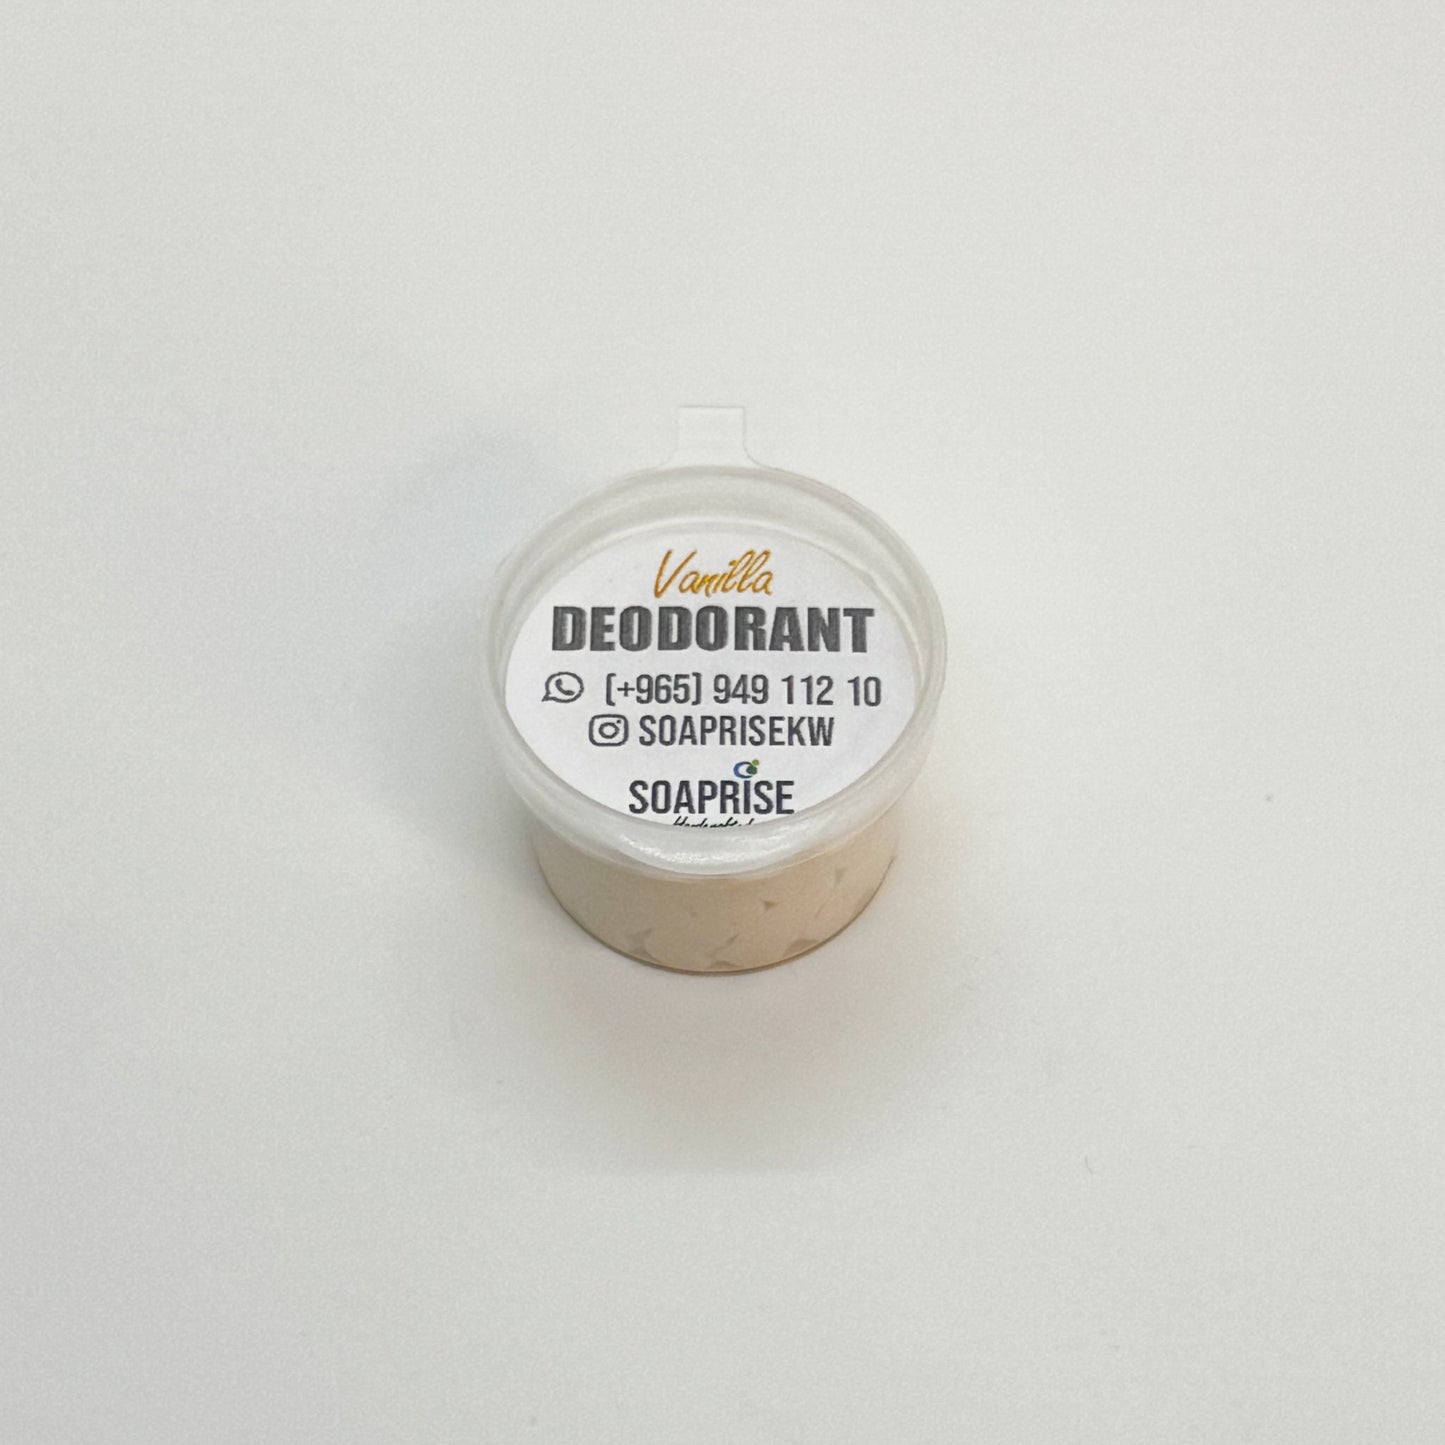 Vanilla
DEODORANT
(+965) 949 112 10
SOAPRISEKW
SOAPRISE